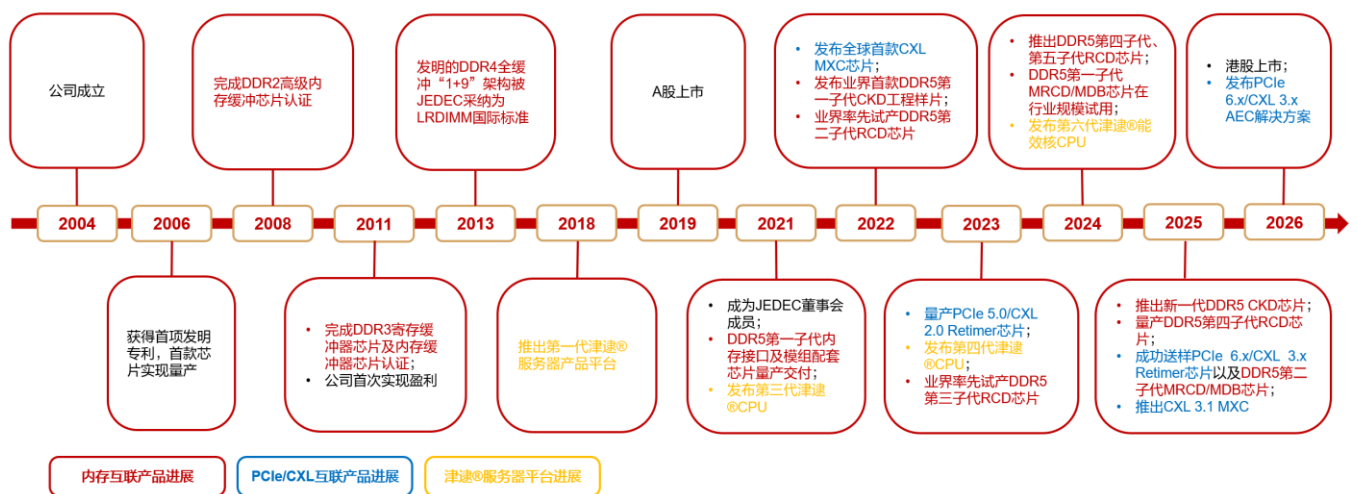 公司成立
完成DDR2高级内
存缓冲芯片认证
发明的DDR4全缓
冲“1+9”架构被
JEDEC采纳为
LRDIMM国际标准
A股上市
• 发布全球首款CXL
MXC芯片；
• 发布业界首款DDR5第
一子代CKD工程样片；
• 业界率先试产DDR5第
二子代RCD芯片
• 推出DDR5第四子代、
第五子代RCD芯片；
• DDR5第一子代
MRCD/MDB芯片在
行业规模试用；
• 发布第六代津逮®能
效核CPU
• 港股上市；
• 发布PCIe
6.x/CXL 3.x
AEC解决方案
2004 2006 2008 2011 2013 2018 2019 2021 2022 2023 2024 2025 2026
获得首项发明
专利，首款芯
片实现量产
• 完成DDR3寄存缓
冲器芯片及内存缓
冲器芯片认证；
• 公司首次实现盈利
推出第一代津逮®
服务器产品平台
• 成为JEDEC董事会
成员；
• DDR5第一子代内
存接口及模组配套
芯片量产交付；
• 发布第三代津逮
®CPU
• 量产PCIe 5.0/CXL
2.0 Retimer芯片；
• 发布第四代津逮
®CPU；
• 业界率先试产DDR5
第三子代RCD芯片
• 推出新一代DDR5 CKD芯片；
• 量产DDR5第四子代RCD芯
片；
• 成功送样PCIe 6.x/CXL 3.x
Retimer芯片以及DDR5第二
子代MRCD/MDB芯片；
• 推出CXL 3.1 MXC
内存互联产品进展
PCIe/CXL互联产品进展
津逮®服务器平台进展